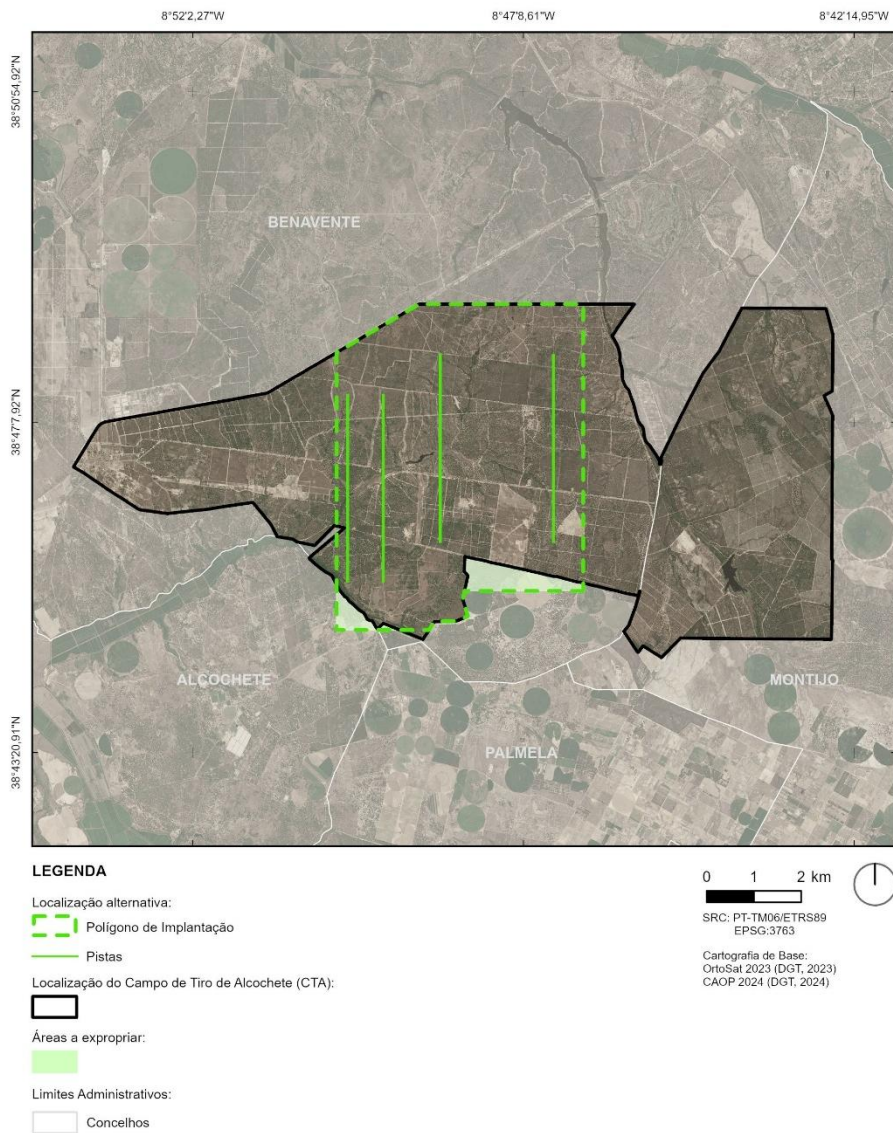 8°52'2,27"W
8°47'8,61"W
8°42'14,95"W
38°50'54,92"N
BENAVENTE
38°47'7,92"N
ALCOCHETE
MONTIJO
PALMELA
38°43'20,91"N
LEGENDA
Localização alternativa:
Polígono de Implantação
Pistas
Localização do Campo de Tiro de Alcochete (CTA):
Áreas a expropriar:
Limites Administrativos:
Concelhos
0 1 2 km
SRC: PT-TM06/ETRS89
EPSG:3763
Cartografia de Base:
OrtoSat 2023 (DGT, 2023)
CAOP 2024 (DGT, 2024)